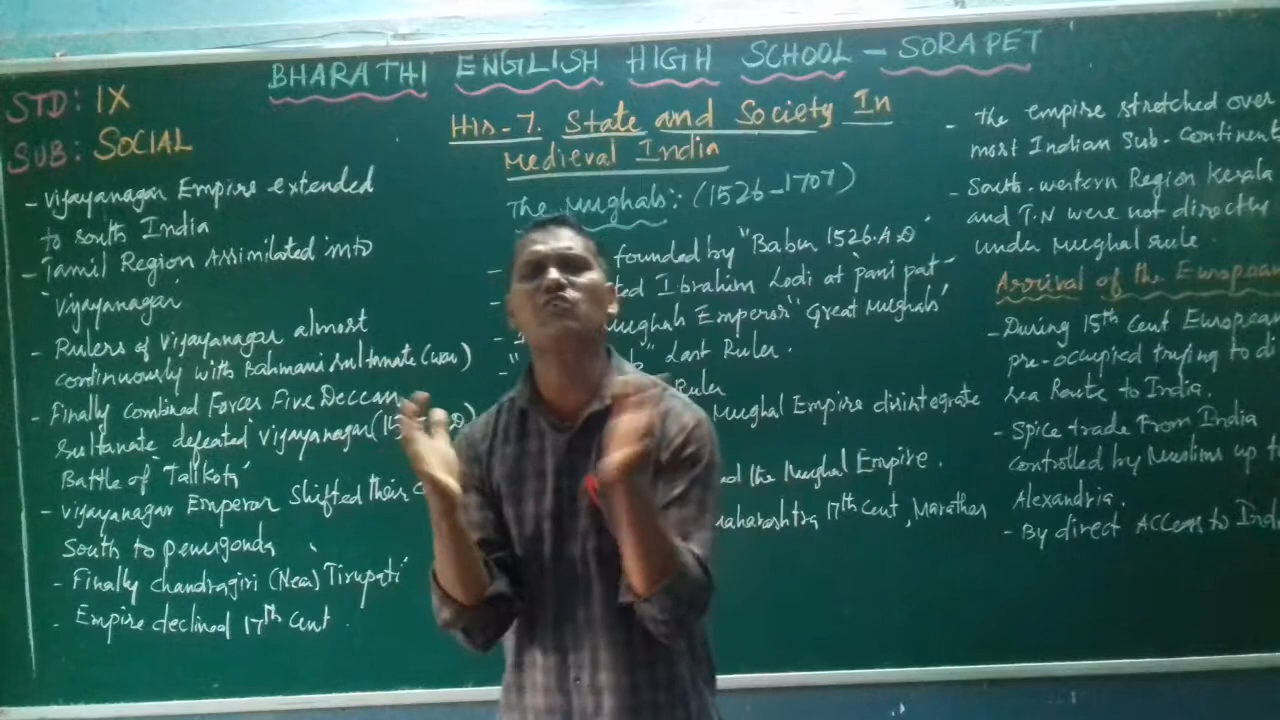 BHARATHI ENGLISH HIGH SCHOOL - SORAPET
STD: IX
SUB: SOCIAL
- Vijayanagar Empire extended
to south India
- Tamil Region Assimilated into
Vijayanagar
- Rulers of Vijayanagar almost
continuously with Bahmani Sultanate (war)
- Finally Combined Forces Five Deccan
Sultanate defeated Vijayanagar (15
Battle of "Talikota"
- Vijayanagar Emperor Shifted their
South to penugonda
- Finally Chandragiri (Near) Tirupati
- Empire declined 17th Cent.
His-7. State and Society In
Medieval India
The Mughals: (1526-1707)
founded by "Babur 1526.A.D
Ibrahim Lodi at panipat
Mughals Emperor "Great Mughals"
Last Ruler.
Ruler
Mughal Empire disintegrate
the Mughal Empire.
Maharashtra 17th Cent, Marathas
- The empire stretched over
most Indian Sub-Continent
- South-western Region Kerala
and T.N were not directly
under Mughal rule.
Arrival of the European
- During 15th Cent European
pre-occupied trying to di
Sea Route to India.
- Spice trade From India
Controlled by Muslims up to
Alexandria.
- By direct Access to Ind